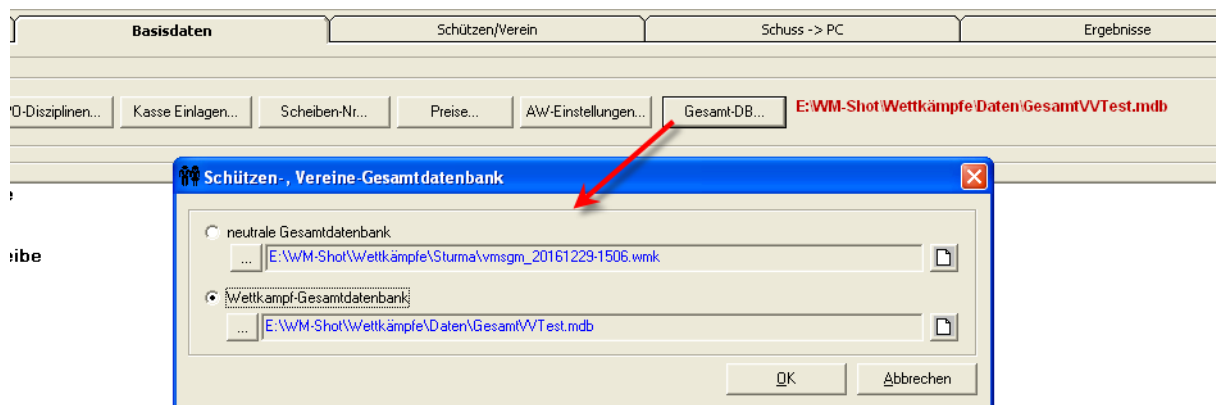 Basisdaten Schützen/Verein Schuss -> PC Ergebnisse
PO-Disziplinen... Kasse Einlagen... Scheiben-Nr... Preise... AW-Einstellungen... Gesamt-DB... E:\WM-Shot\Wettkämpfe\Daten\GesamtVVTest.mdb
Schützen-, Vereine-Gesamtdatenbank
eibe
neutrale Gesamtdatenbank
... E:\WM-Shot\Wettkämpfe\Sturma\vmsgm_20161229-1506.wmk
Wettkampf-Gesamtdatenbank
... E:\WM-Shot\Wettkämpfe\Daten\GesamtVVTest.mdb
OK Abbrechen